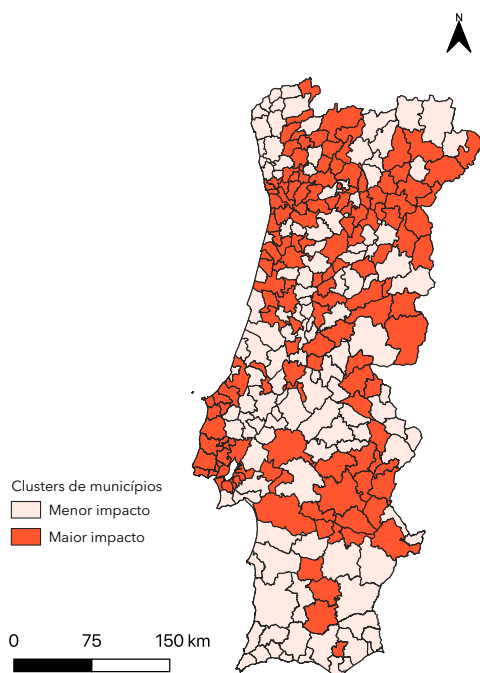 N
Clusters de municípios
Menor impacto
Maior impacto
0 75 150 km